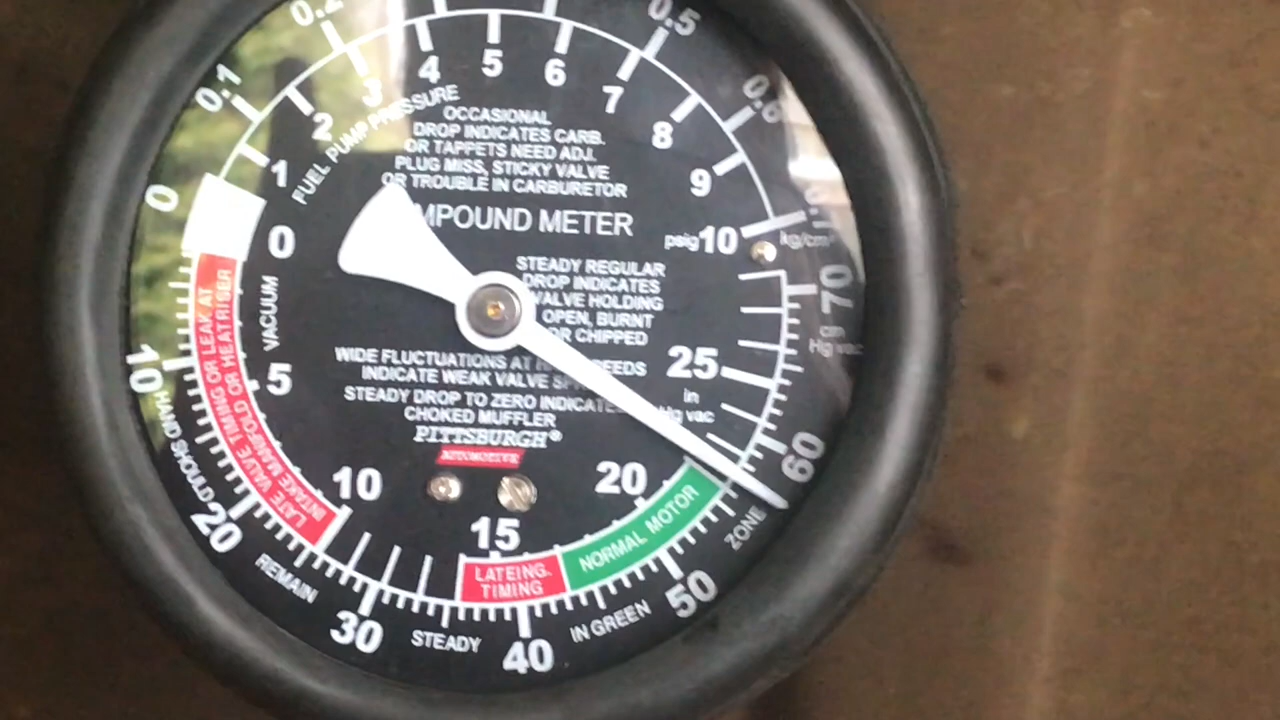 0.2
0.5
0.1
0.6
0
4
5
6
3
7
2
8
1
9
0
FUEL PUMP PRESSURE
OCCASIONAL
DROP INDICATES CARB.
OR TAPPETS NEED ADJ.
PLUG MISS, STICKY VALVE
OR TROUBLE IN CARBURETOR
MPOUND METER
psig 10
kg/cm²
STEADY REGULAR
DROP INDICATES
VALVE HOLDING
OPEN, BURNT
OR CHIPPED
70
cm
Hg vac
VACUUM
LATE VALVE TIMING OR LEAK AT
INTAKE MANIFOLD OR HEATRISER
WIDE FLUCTUATIONS AT
INDICATE WEAK VALVE
STEADY DROP TO ZERO INDICATES
CHOKED MUFFLER
25
in
Hg vac
PITTSBURGH®
AUTOMOTIVE
5
10
15
20
LATEING.
TIMING
NORMAL MOTOR
10
20
30
40
50
60
HAND SHOULD
REMAIN
STEADY
IN GREEN
ZONE